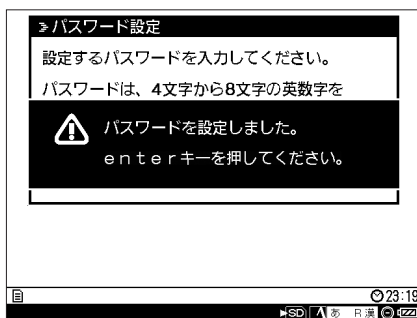 パスワード設定
設定するパスワードを入力してください。
パスワードは、4文字から8文字の英数字を
パスワードを設定しました。
ｅｎｔｅｒキーを押してください。
23:19
SD あ R漢